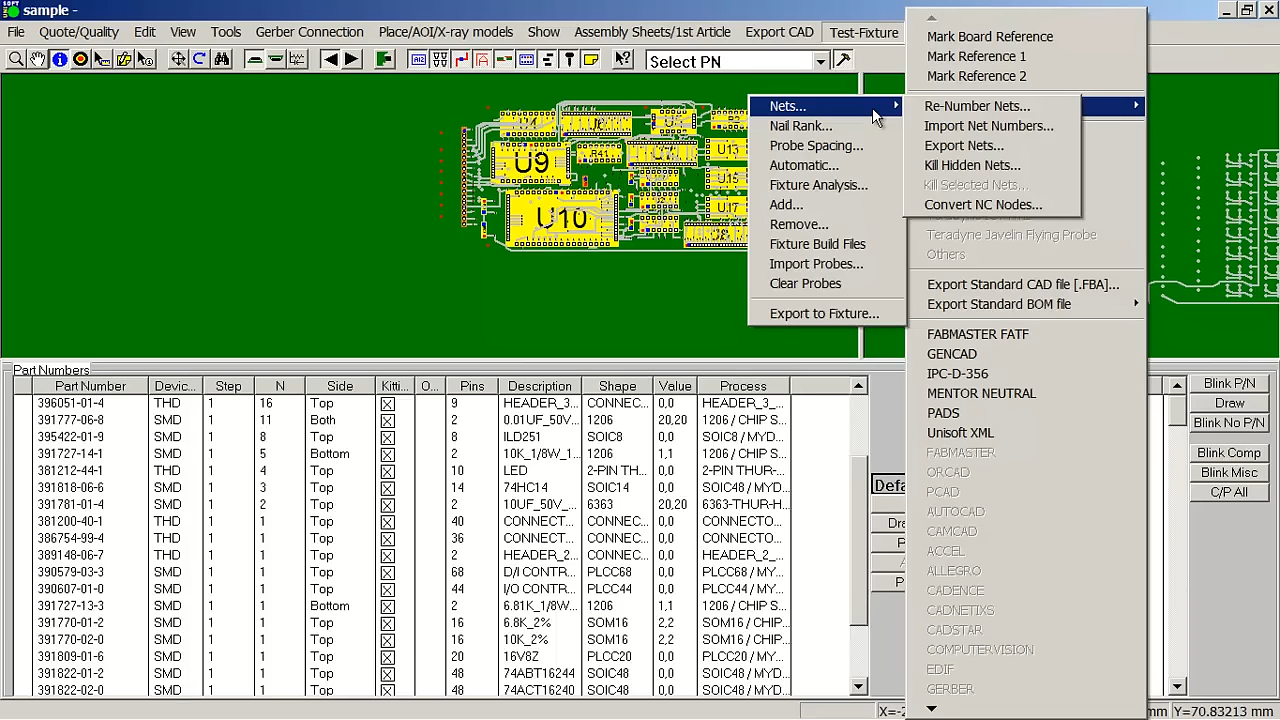 sample -
File Quote/Quality Edit View Tools Gerber Connection Place/AOI/X-ray models Show Assembly Sheets/1st Article Export CAD Test-Fixture
Select PN
Mark Board Reference
Mark Reference 1
Mark Reference 2
Nets...
Nail Rank...
Probe Spacing...
Automatic...
Fixture Analysis...
Add...
Remove...
Fixture Build Files
Import Probes...
Clear Probes
Export to Fixture...
Re-Number Nets...
Import Net Numbers...
Export Nets...
Kill Hidden Nets...
Kill Selected Nets...
Convert NC Nodes...
Teradyne Javelin Flying Probe
Others
Export Standard CAD file [.FBA]...
Export Standard BOM file
FABMASTER FATF
GENCAD
IPC-D-356
MENTOR NEUTRAL
PADS
Unisoft XML
FABMASTER
ORCAD
PCAD
AUTOCAD
CAMCAD
ACCEL
ALLEGRO
CADENCE
CADNETIXS
CADSTAR
COMPUTERVISION
EDIF
GERBER
U9
R41
U13
U15
U10
U17
Part Numbers
Part Number Devic... Step N Side Kitti... O... Pins Description Shape Value Process
396051-01-4 THD 1 16 Top 9 HEADER_3... CONNEC... 0,0 PROCESS_...
391777-06-8 SMD 1 11 Both 2 0.01UF_50V... 1206 20,20 1206 / CHIP S...
395422-01-9 SMD 1 8 Top 8 ILD251 SOIC8 0,0 SOIC8 / MYD...
391727-14-1 SMD 1 5 Bottom 2 10K_1/8W_1... 1206 1,1 1206 / CHIP S...
381212-44-1 THD 1 4 Top 10 LED 2-PIN TH... 0,0 2-PIN THUR-...
391818-06-6 SMD 1 3 Top 14 74HC14 SOIC14 0,0 SOIC48 / MYD...
391781-04-1 SMD 1 2 Top 2 10UF_50V_... 6363 20,20 6363-THUR-H...
381200-40-1 THD 1 1 Top 40 CONNECT... CONNEC... 0,0 CONNECTO...
386754-99-4 THD 1 1 Top 36 CONNECT... CONNEC... 0,0 CONNECTO...
389148-06-7 THD 1 1 Top 2 HEADER_2... CONNEC... 0,0 HEADER_2_...
390579-03-3 SMD 1 1 Top 68 D/I CONTR... PLCC68 0,0 PLCC68 / MY...
390607-01-0 SMD 1 1 Top 44 I/O CONTR... PLCC44 0,0 PLCC44 / MY...
391727-13-3 SMD 1 1 Bottom 2 6.81K_1/8W... 1206 1,1 1206 / CHIP S...
391770-01-2 SMD 1 1 Top 16 6.8K_2% SOM16 2,2 SOM16 / CHIP...
391770-02-0 SMD 1 1 Top 16 10K_2% SOM16 2,2 SOM16 / CHIP...
391809-01-6 SMD 1 1 Top 20 16V8Z PLCC20 0,0 PLCC20 / MY...
391822-01-2 SMD 1 1 Top 48 74ABT16244 SOIC48 0,0 SOIC48 / MYD...
391822-02-0 SMD 1 1 Top 48 74ACT16240 SOIC48 0,0 SOIC48 / MYD...
Defa
Blink P/N
Draw
Blink No P/N
Blink Comp
Blink Misc
C/P All
mm Y=70.83213 mm